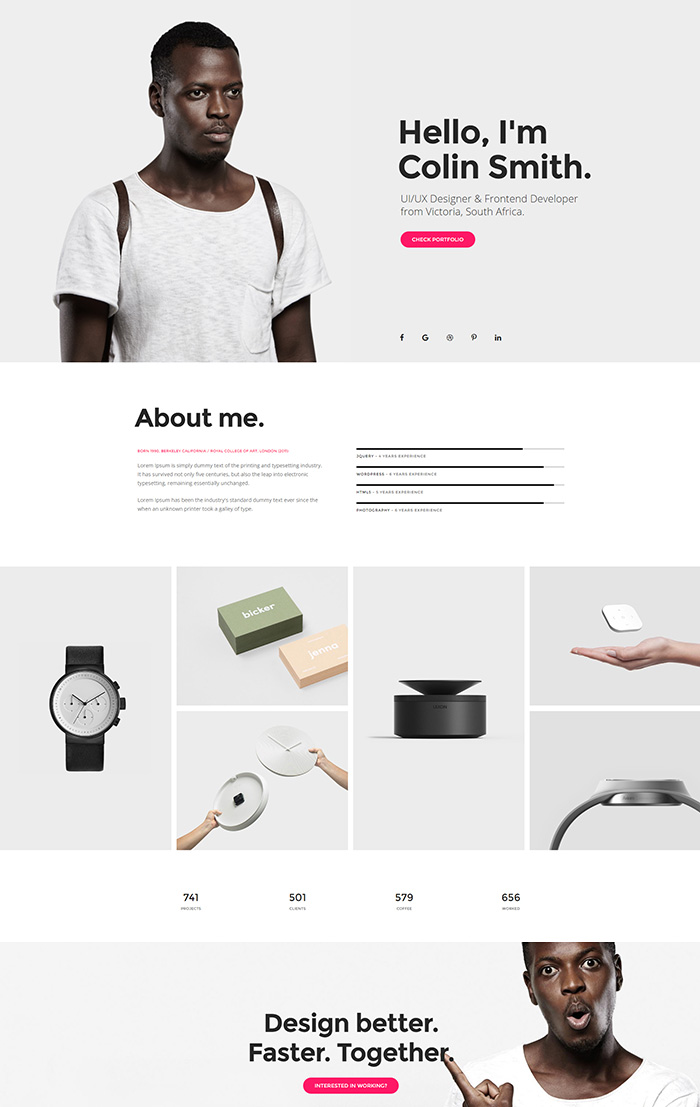 Hello, I'm
Colin Smith.
UI/UX Designer & Frontend Developer
from Victoria, South Africa.
CHECK PORTFOLIO
About me.
BORN 1990, BERKELEY CALIFORNIA / ROYAL COLLEGE OF ART, LONDON (2011)
Lorem Ipsum is simply dummy text of the printing and typesetting industry.
It has survived not only five centuries, but also the leap into electronic
typesetting, remaining essentially unchanged.
Lorem Ipsum has been the industry's standard dummy text ever since the
when an unknown printer took a galley of type.
JQUERY - 4 YEARS EXPERIENCE
WORDPRESS - 6 YEARS EXPERIENCE
HTML5 - 5 YEARS EXPERIENCE
PHOTOGRAPHY - 9 YEARS EXPERIENCE
bicker
jenna
741
PROJECTS
501
CLIENTS
579
COFFEE
656
WORKED
Design better.
Faster. Together.
INTERESTED IN WORKING?